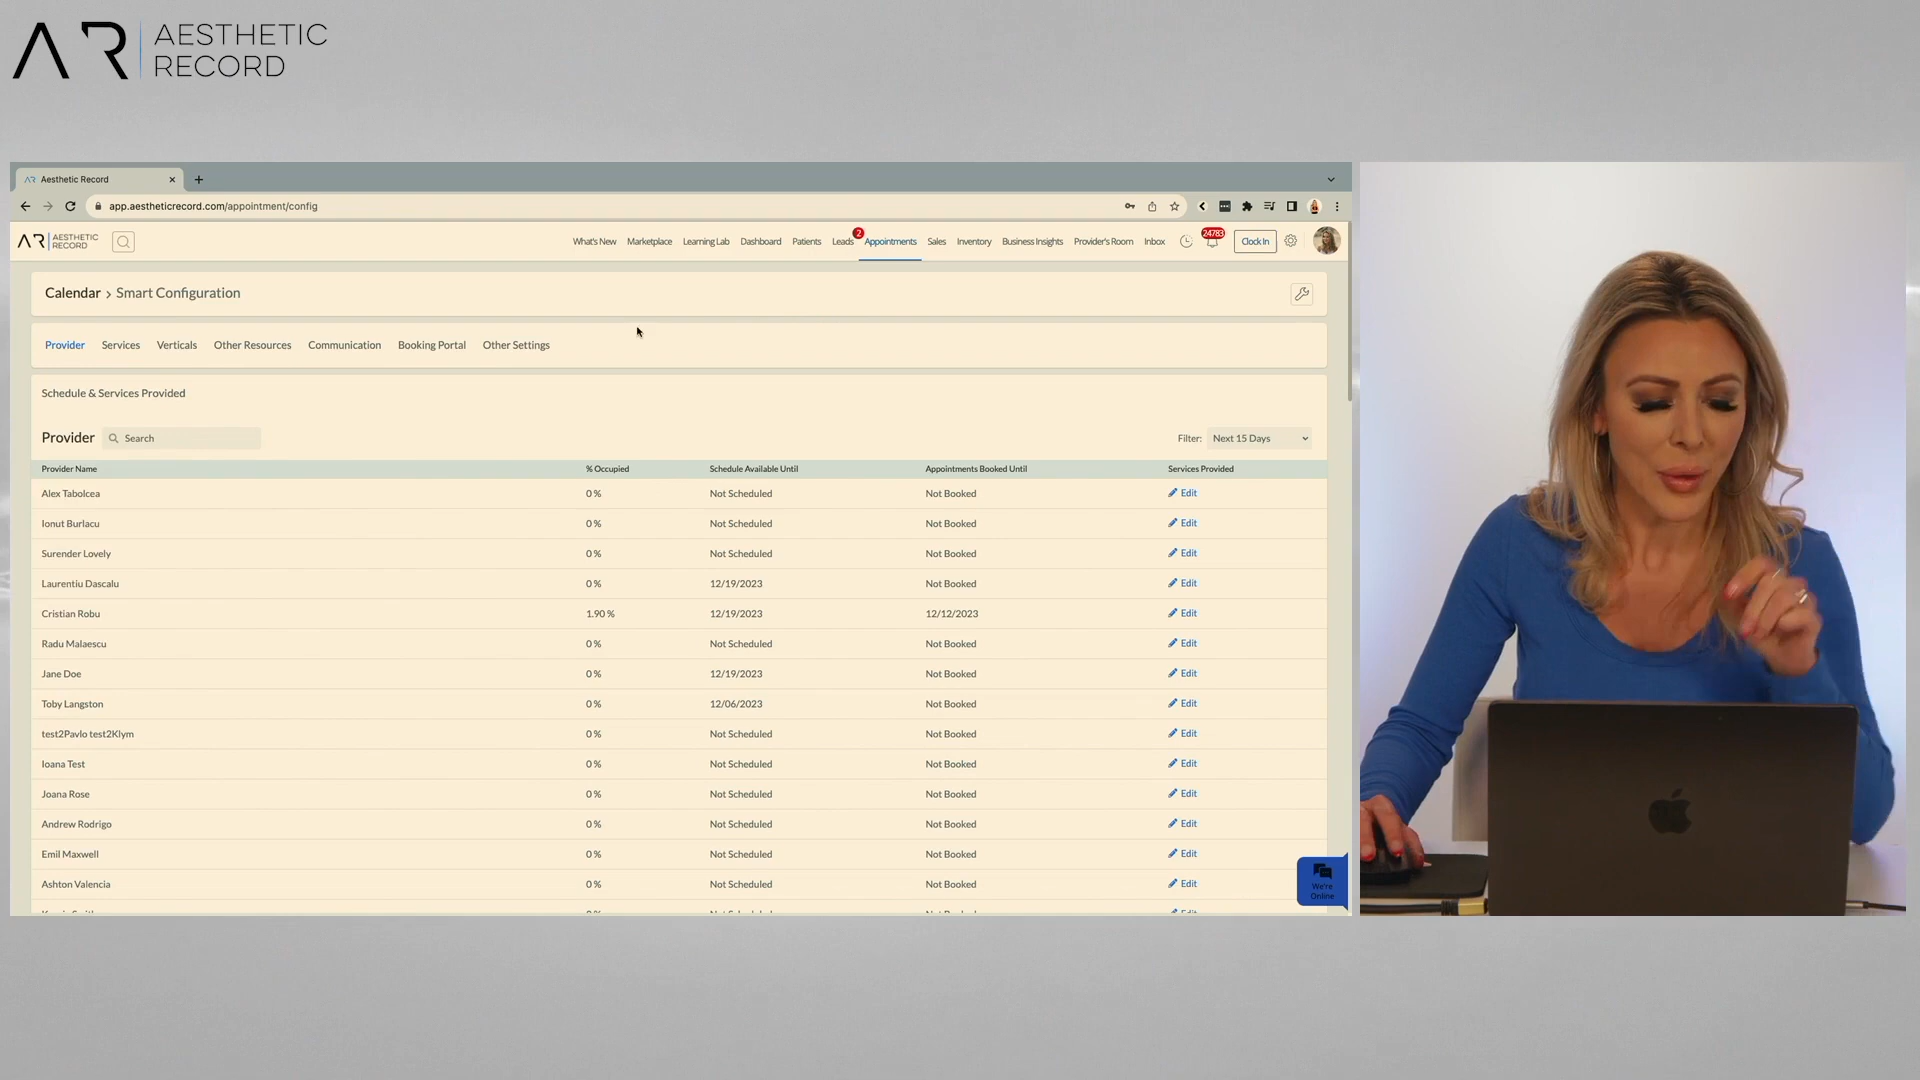 AR AESTHETIC
RECORD
AR Aesthetic Record
app.aestheticrecord.com/appointment/config
AR AESTHETIC
RECORD
What's New Marketplace Learning Lab Dashboard Patients Leads 2 Appointments Sales Inventory Business Insights Provider's Room Inbox 24783 Clock In
Calendar > Smart Configuration
Provider Services Verticals Other Resources Communication Booking Portal Other Settings
Schedule & Services Provided
Provider Search Filter: Next 15 Days
Provider Name % Occupied Schedule Available Until Appointments Booked Until Services Provided
Alex Tabolcea 0 % Not Scheduled Not Booked Edit
Ionut Burlacu 0 % Not Scheduled Not Booked Edit
Surender Lovely 0 % Not Scheduled Not Booked Edit
Laurentiu Dascalu 0 % 12/19/2023 Not Booked Edit
Cristian Robu 1.90 % 12/19/2023 12/12/2023 Edit
Radu Malaescu 0 % Not Scheduled Not Booked Edit
Jane Doe 0 % 12/19/2023 Not Booked Edit
Toby Langston 0 % 12/06/2023 Not Booked Edit
test2Pavlo test2Klym 0 % Not Scheduled Not Booked Edit
Ioana Test 0 % Not Scheduled Not Booked Edit
Joana Rose 0 % Not Scheduled Not Booked Edit
Andrew Rodrigo 0 % Not Scheduled Not Booked Edit
Emil Maxwell 0 % Not Scheduled Not Booked Edit
Ashton Valencia 0 % Not Scheduled Not Booked Edit
We're
Online